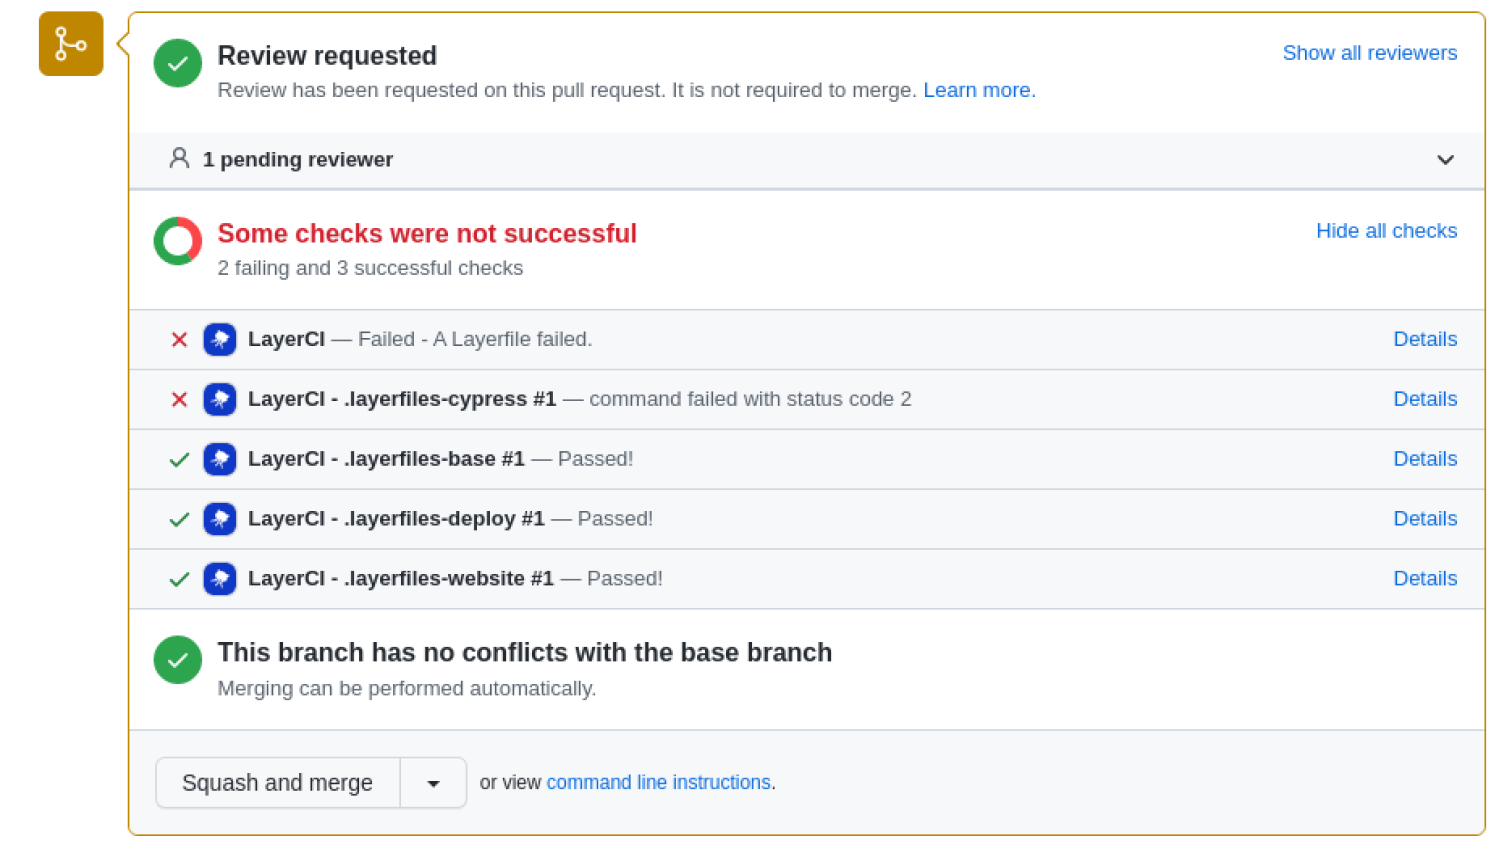 Review requested
Show all reviewers
Review has been requested on this pull request. It is not required to merge. Learn more.
1 pending reviewer
Some checks were not successful
Hide all checks
2 failing and 3 successful checks
LayerCI — Failed - A Layerfile failed. Details
LayerCI - .layerfiles-cypress #1 — command failed with status code 2 Details
LayerCI - .layerfiles-base #1 — Passed! Details
LayerCI - .layerfiles-deploy #1 — Passed! Details
LayerCI - .layerfiles-website #1 — Passed! Details
This branch has no conflicts with the base branch
Merging can be performed automatically.
Squash and merge or view command line instructions.